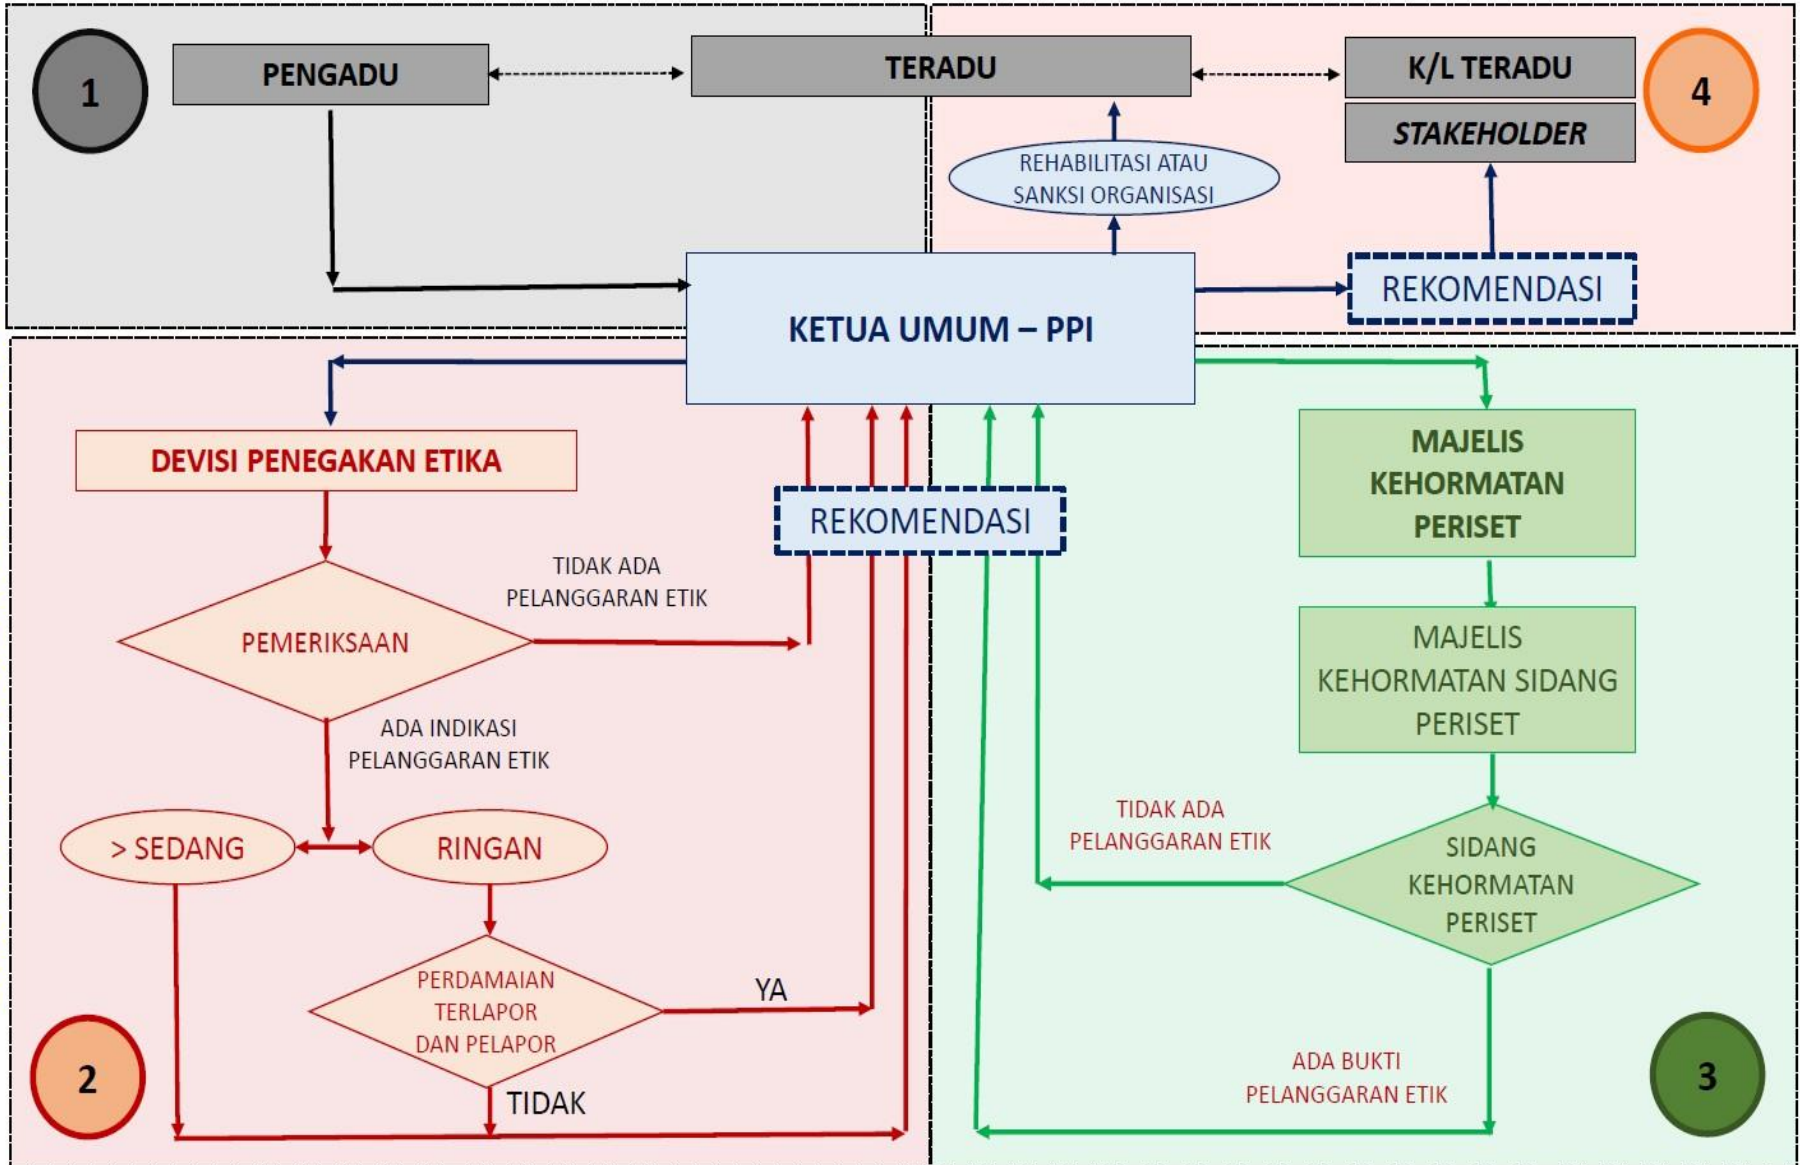 1
PENGADU
TERADU
K/L TERADU
4
STAKEHOLDER
REHABILITASI ATAU
SANKSI ORGANISASI
REKOMENDASI
KETUA UMUM – PPI
DEVISI PENEGAKAN ETIKA
REKOMENDASI
TIDAK ADA
PELANGGARAN ETIK
PEMERIKSAAN
ADA INDIKASI
PELANGGARAN ETIK
> SEDANG
RINGAN
PERDAMAIAN
TERLAPOR
DAN PELAPOR
YA
TIDAK
2
MAJELIS
KEHORMATAN
PERISET
MAJELIS
KEHORMATAN SIDANG
PERISET
TIDAK ADA
PELANGGARAN ETIK
SIDANG
KEHORMATAN
PERISET
ADA BUKTI
PELANGGARAN ETIK
3